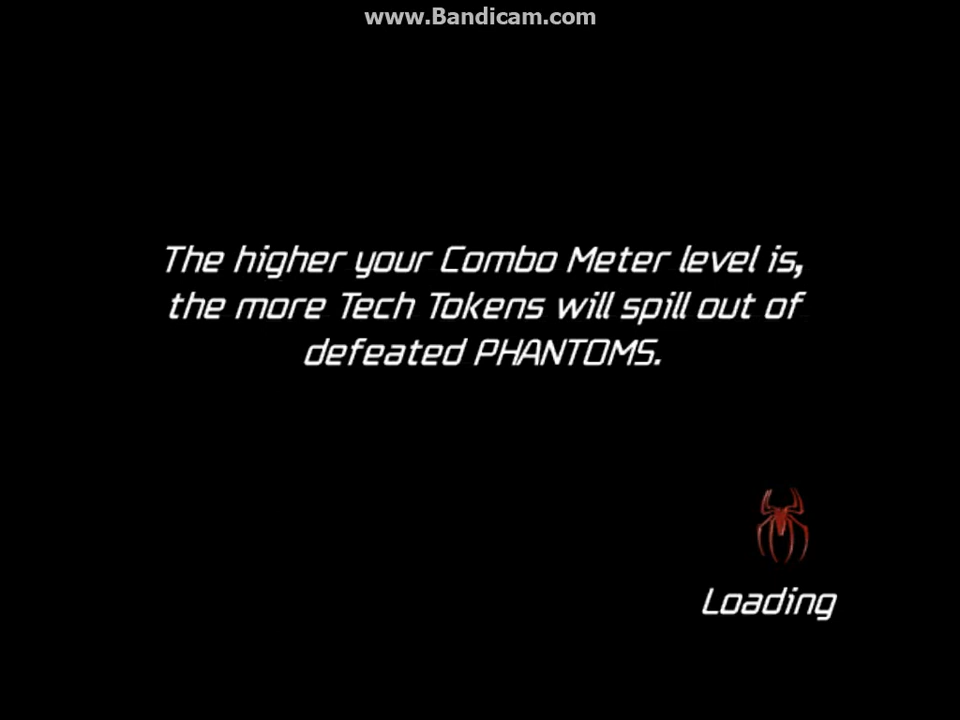 www.Bandicam.com
The higher your Combo Meter level is,
the more Tech Tokens will spill out of
defeated PHANTOMS.
Loading